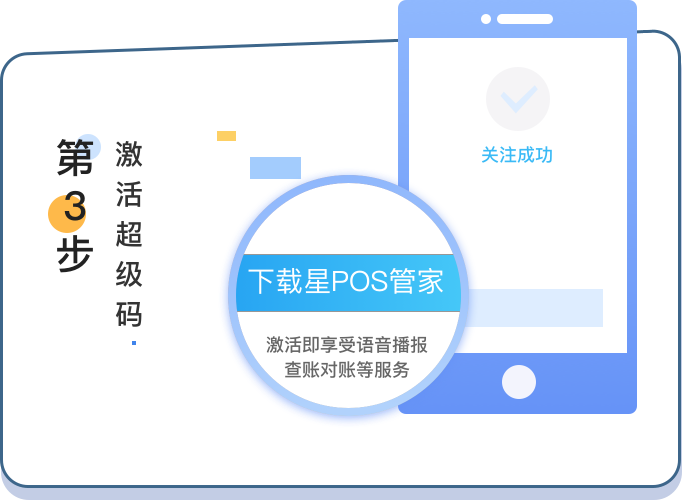 第3步
激活超级码
关注成功
下载星POS管家
激活即享受语音播报
查账对账等服务